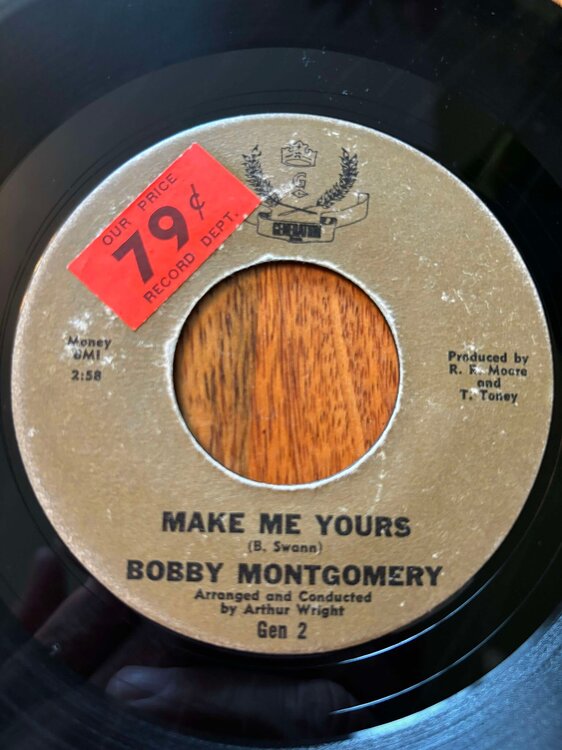 OUR PRICE
79¢
RECORD DEPT.
GENERATION
Money
BMI
2:58
Produced by
R. R. Moore
and
T. Toney
MAKE ME YOURS
(B. Swann)
BOBBY MONTGOMERY
Arranged and Conducted
by Arthur Wright
Gen 2